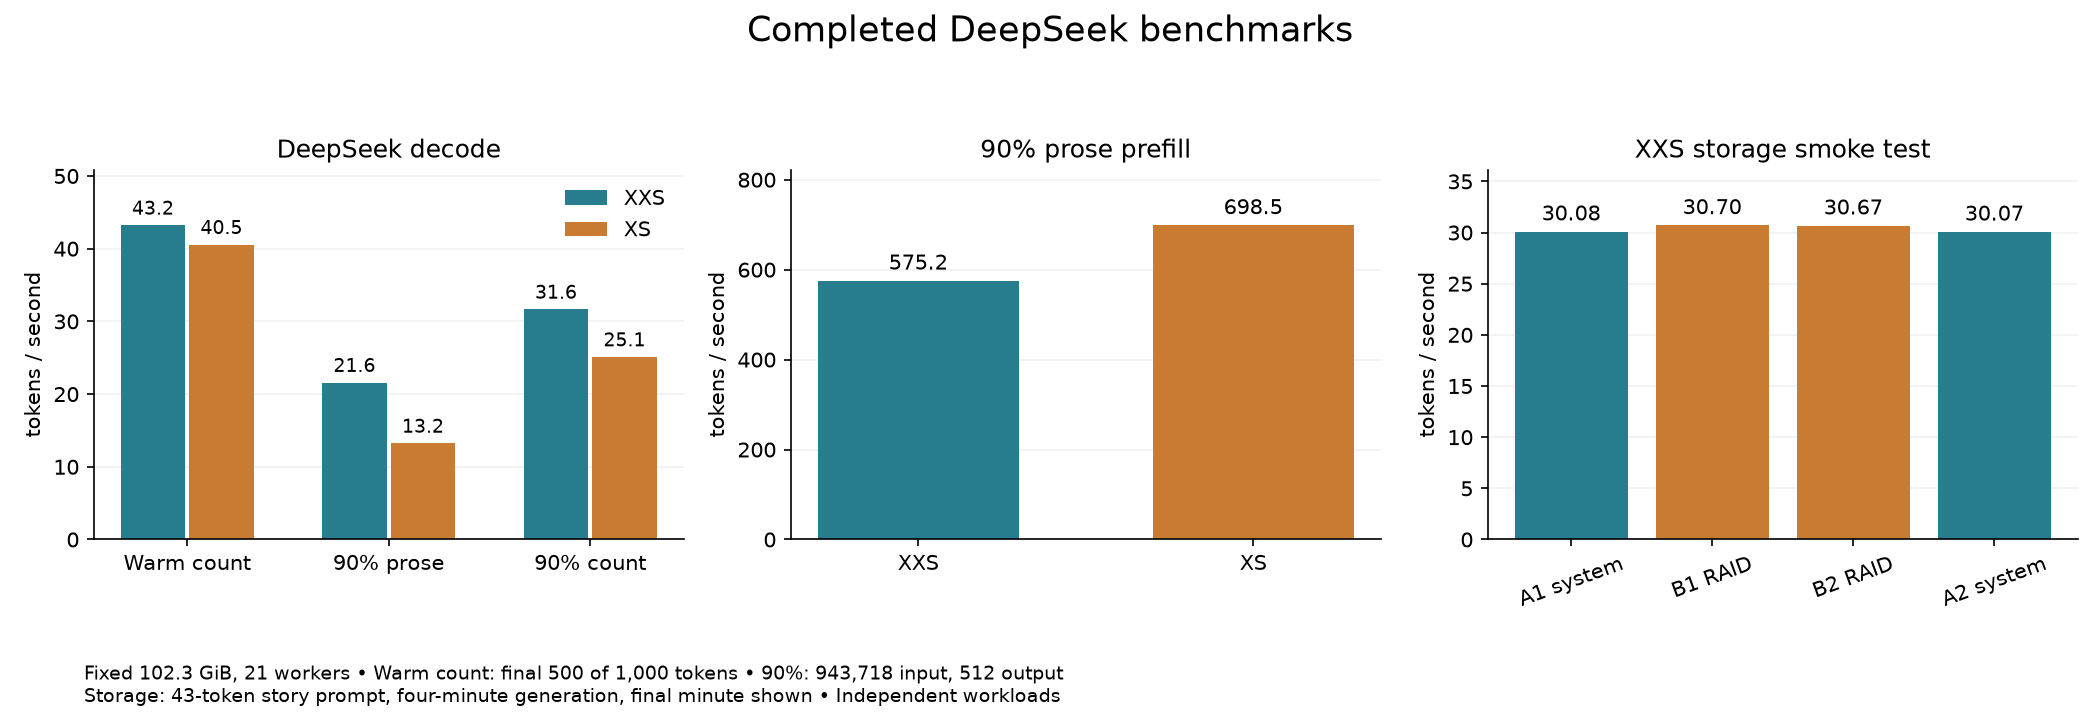 Completed DeepSeek benchmarks
DeepSeek decode
tokens / second
50
40
30
20
10
0
XXS
XS
43.2
40.5
21.6
13.2
31.6
25.1
Warm count
90% prose
90% count
90% prose prefill
tokens / second
800
600
400
200
0
575.2
698.5
XXS
XS
XXS storage smoke test
tokens / second
35
30
25
20
15
10
5
0
30.08
30.70
30.67
30.07
A1 system
B1 RAID
B2 RAID
A2 system
Fixed 102.3 GiB, 21 workers • Warm count: final 500 of 1,000 tokens • 90%: 943,718 input, 512 output
Storage: 43-token story prompt, four-minute generation, final minute shown • Independent workloads